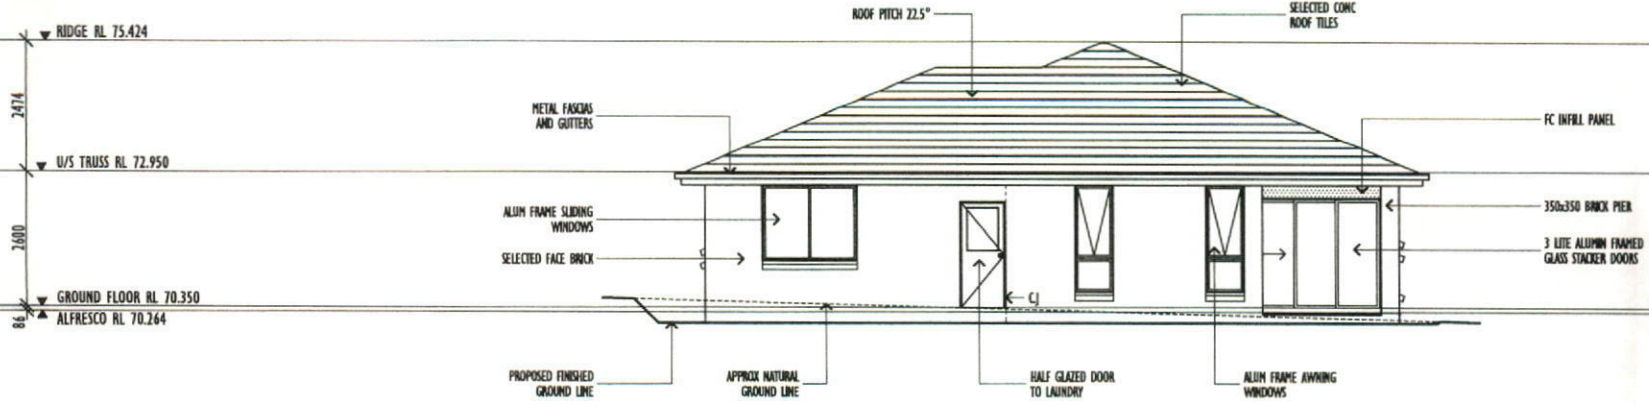 ROOF PITCH 22.5°
SELECTED CONC
ROOF TILES
RIDGE RL 75.424
2474
METAL FASCIAS
AND GUTTERS
FC INFILL PANEL
U/S TRUSS RL 72.950
2600
ALUM FRAME SLIDING
WINDOWS
350x350 BRICK PIER
SELECTED FACE BRICK
3 LITE ALUMIN FRAMED
GLASS STACKER DOORS
GROUND FLOOR RL 70.350
CJ
86
ALFRESCO RL 70.264
PROPOSED FINISHED
GROUND LINE
APPROX NATURAL
GROUND LINE
HALF GLAZED DOOR
TO LAUNDRY
ALUM FRAME AWNING
WINDOWS